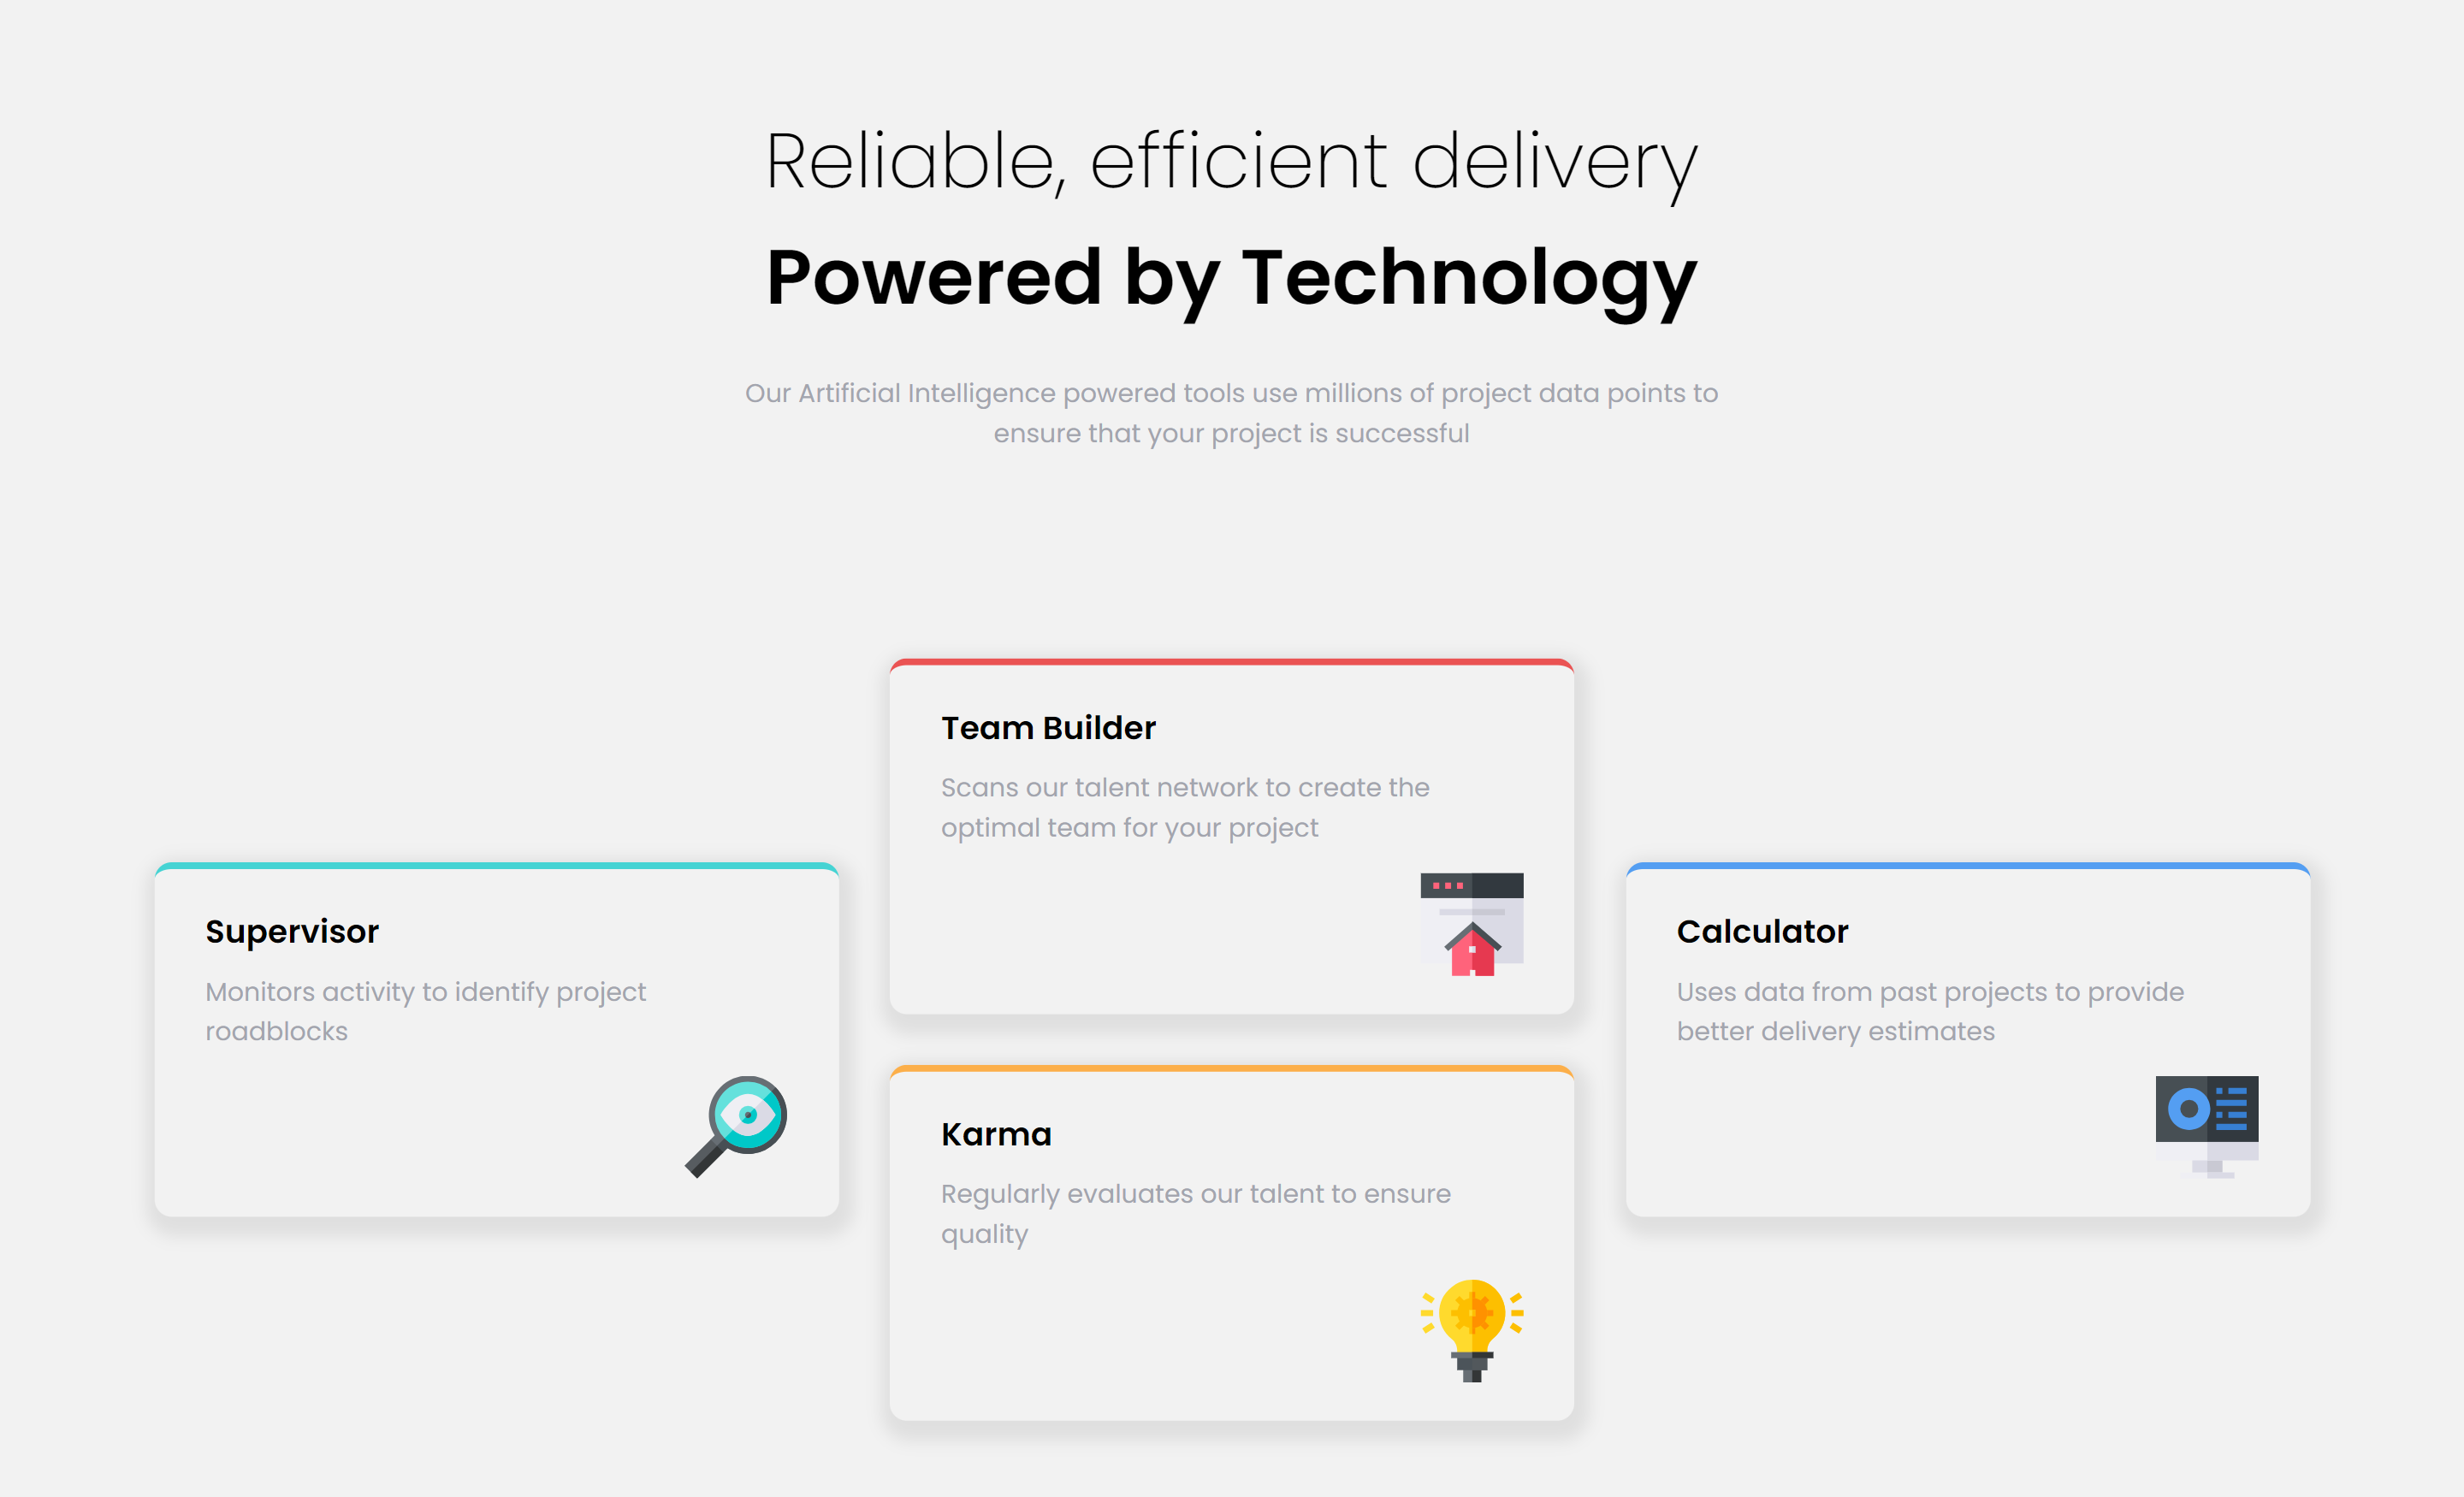 Reliable, efficient delivery
Powered by Technology
Our Artificial Intelligence powered tools use millions of project data points to
ensure that your project is successful
Supervisor
Monitors activity to identify project
roadblocks
Team Builder
Scans our talent network to create the
optimal team for your project
Karma
Regularly evaluates our talent to ensure
quality
Calculator
Uses data from past projects to provide
better delivery estimates